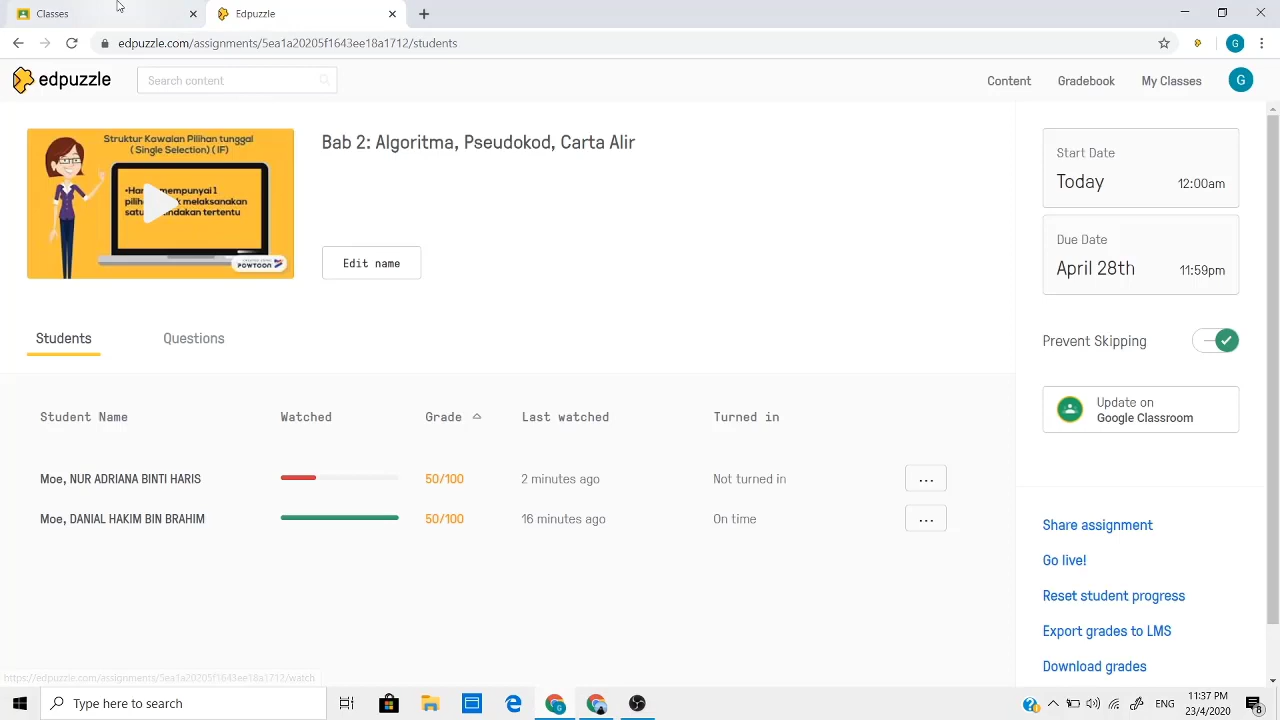 Classes
Edpuzzle
edpuzzle.com/assignments/5ea1a20205f1643ee18a1712/students
G
edpuzzle
Search content
Content
Gradebook
My Classes
G
Struktur Kawalan Pilihan tunggal
( Single Selection) ( IF)
mempunyai 1
melaksanakan
tertentu
POWTOON
Bab 2: Algoritma, Pseudokod, Carta Alir
Edit name
Start Date
Today 12:00am
Due Date
April 28th 11:59pm
Prevent Skipping
Update on
Google Classroom
Students
Questions
Student Name Watched Grade Last watched Turned in
Moe, NUR ADRIANA BINTI HARIS 50/100 2 minutes ago Not turned in ...
Moe, DANIAL HAKIM BIN BRAHIM 50/100 16 minutes ago On time ...
Share assignment
Go live!
Reset student progress
Export grades to LMS
Download grades
https://edpuzzle.com/assignments/5ea1a20205f1643ee18a1712/watch
Type here to search
ENG
11:37 PM
23/4/2020
8